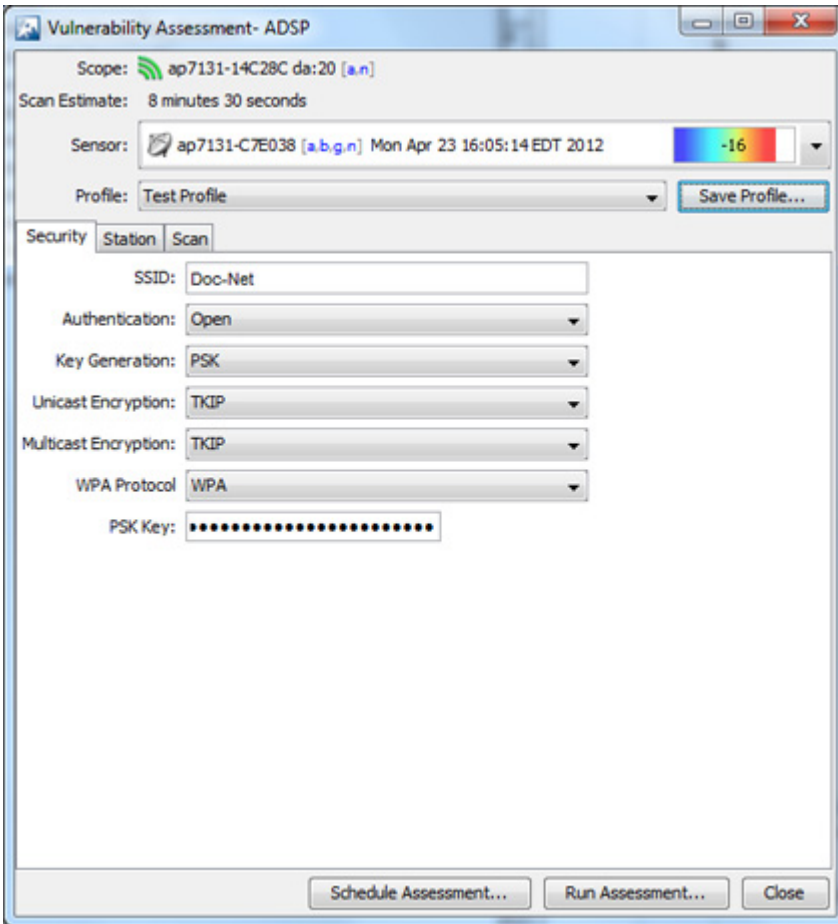 Vulnerability Assessment- ADSP
Scope: ap7131-14C28C da:20 [a,n]
Scan Estimate: 8 minutes 30 seconds
Sensor: ap7131-C7E038 [a,b,g,n] Mon Apr 23 16:05:14 EDT 2012 -16
Profile: Test Profile Save Profile...
Security Station Scan
SSID: Doc-Net
Authentication: Open
Key Generation: PSK
Unicast Encryption: TKIP
Multicast Encryption: TKIP
WPA Protocol WPA
PSK Key: ••••••••••••••••••••••••
Schedule Assessment... Run Assessment... Close